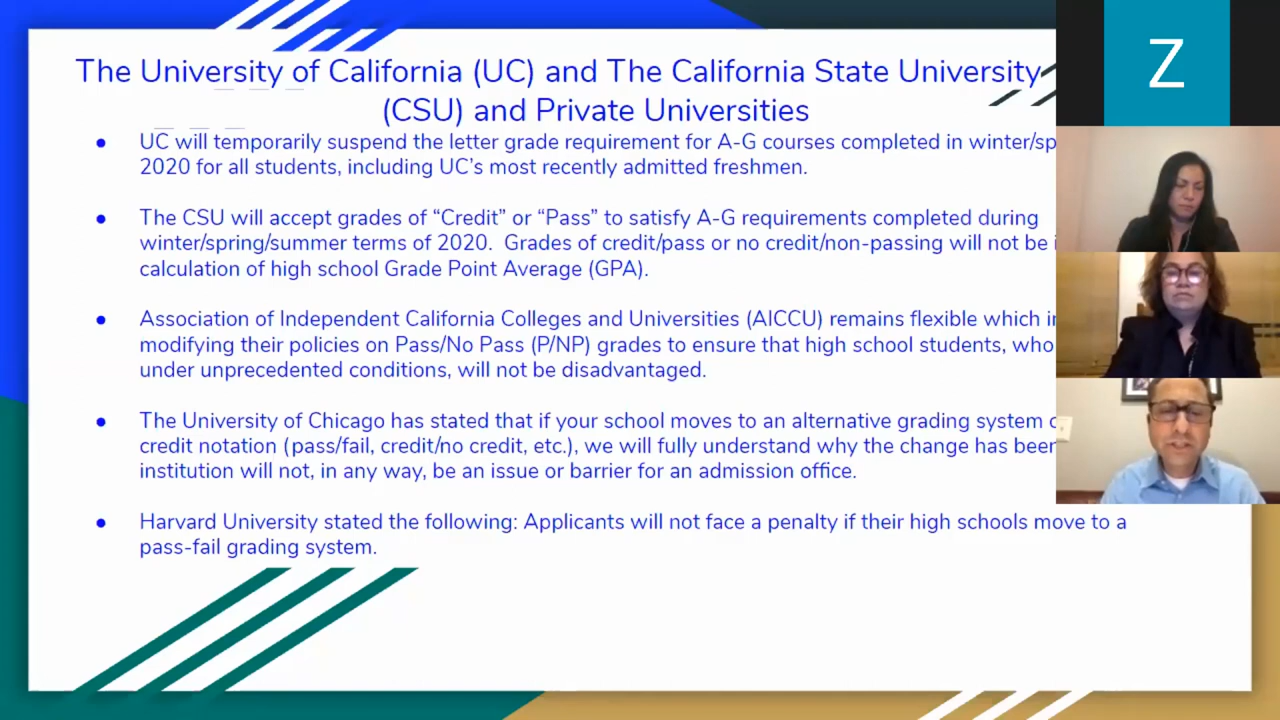 The University of California (UC) and The California State University
(CSU) and Private Universities
● UC will temporarily suspend the letter grade requirement for A-G courses completed in winter/sp
2020 for all students, including UC’s most recently admitted freshmen.
● The CSU will accept grades of “Credit” or “Pass” to satisfy A-G requirements completed during
winter/spring/summer terms of 2020. Grades of credit/pass or no credit/non-passing will not be
calculation of high school Grade Point Average (GPA).
● Association of Independent California Colleges and Universities (AICCU) remains flexible which
modifying their policies on Pass/No Pass (P/NP) grades to ensure that high school students, who
under unprecedented conditions, will not be disadvantaged.
● The University of Chicago has stated that if your school moves to an alternative grading system
credit notation (pass/fail, credit/no credit, etc.), we will fully understand why the change has been
institution will not, in any way, be an issue or barrier for an admission office.
● Harvard University stated the following: Applicants will not face a penalty if their high schools move to a
pass-fail grading system.
Z